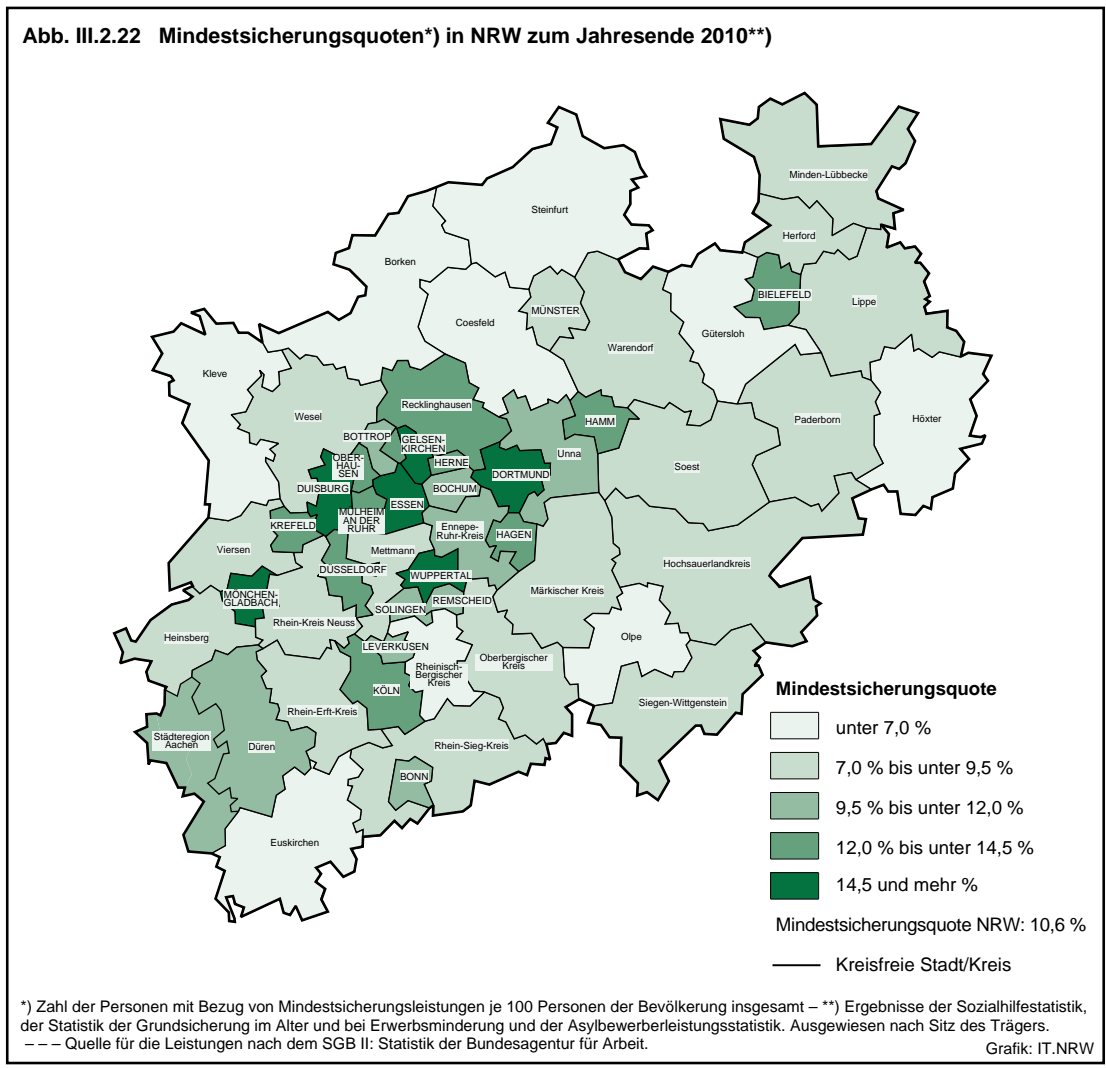 Abb. III.2.22 Mindestsicherungsquoten*) in NRW zum Jahresende 2010**)
Minden-Lübbecke
Steinfurt
Herford
Borken
BIELEFELD
Lippe
MÜNSTER
Coesfeld
Gütersloh
Warendorf
Kleve
Recklinghausen
Wesel
HAMM
Paderborn
Höxter
BOTTROP
GELSEN-
KIRCHEN
Unna
OBER-
HAU-
SEN
HERNE
Soest
DORTMUND
DUISBURG
BOCHUM
ESSEN
MÜLHEIM
AN DER
RUHR
KREFELD
Ennepe-
Ruhr-Kreis
HAGEN
Viersen
Mettmann
Hochsauerlandkreis
DÜSSELDORF
WUPPERTAL
Märkischer Kreis
MÖNCHEN-
GLADBACH
REMSCHEID
SOLINGEN
Rhein-Kreis Neuss
Heinsberg
Olpe
LEVERKUSEN
Oberbergischer
Kreis
Rheinisch-
Bergischer
Kreis
KÖLN
Siegen-Wittgenstein
Rhein-Erft-Kreis
Städteregion
Aachen
Düren
Rhein-Sieg-Kreis
BONN
Euskirchen
Mindestsicherungsquote
unter 7,0 %
7,0 % bis unter 9,5 %
9,5 % bis unter 12,0 %
12,0 % bis unter 14,5 %
14,5 und mehr %
Mindestsicherungsquote NRW: 10,6 %
Kreisfreie Stadt/Kreis
*) Zahl der Personen mit Bezug von Mindestsicherungsleistungen je 100 Personen der Bevölkerung insgesamt – **) Ergebnisse der Sozialhilfestatistik,
der Statistik der Grundsicherung im Alter und bei Erwerbsminderung und der Asylbewerberleistungsstatistik. Ausgewiesen nach Sitz des Trägers.
– – – Quelle für die Leistungen nach dem SGB II: Statistik der Bundesagentur für Arbeit.
Grafik: IT.NRW